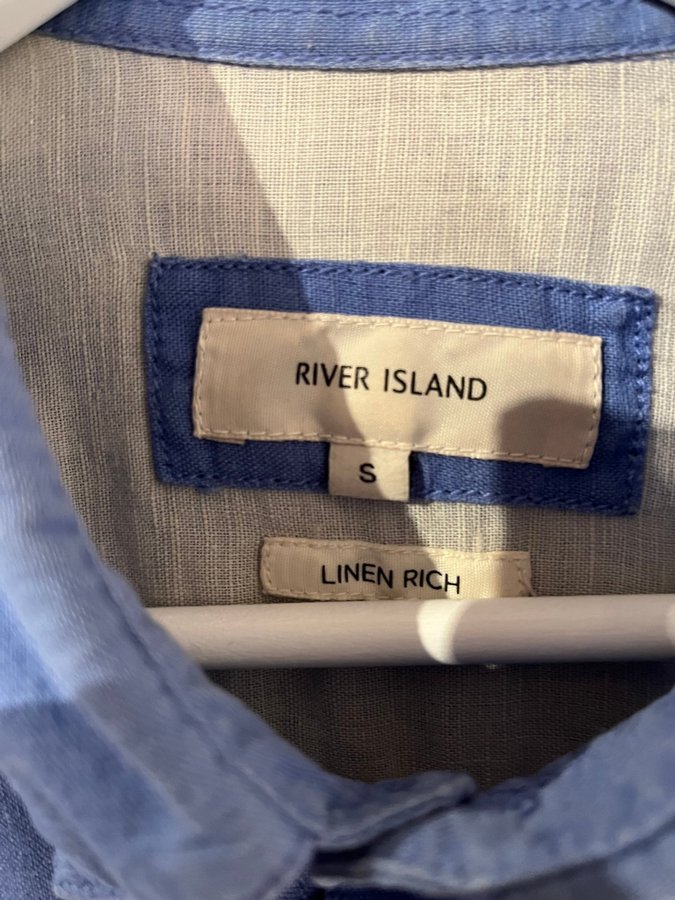 RIVER ISLAND
S
LINEN RICH